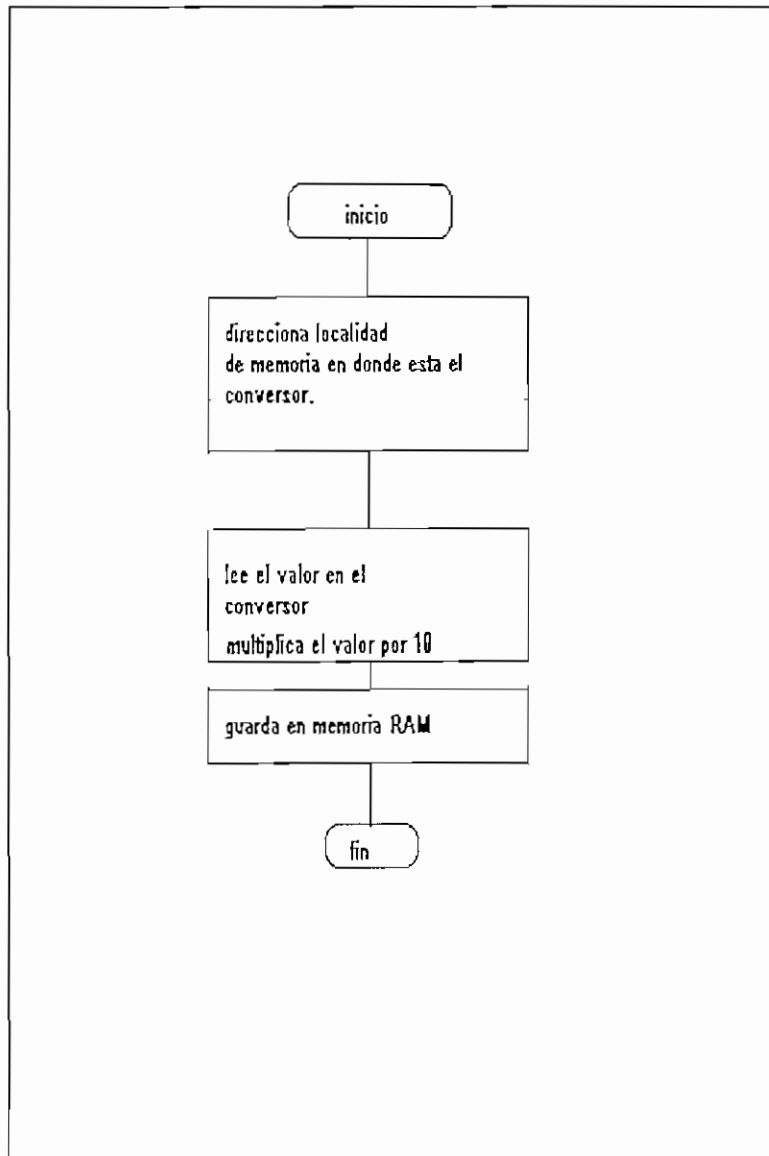 inicio
direcciona localidad
de memoria en donde esta el
conversor.
lee el valor en el
conversor
multiplica el valor por 10
guarda en memoria RAM
fin